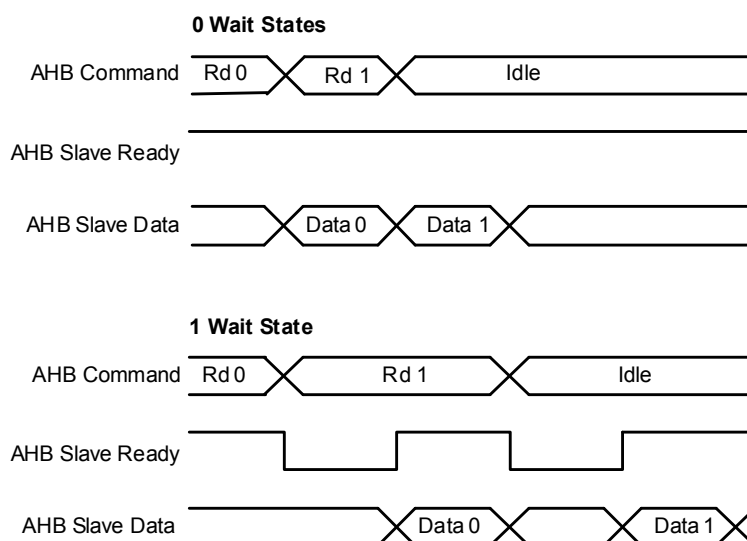 0 Wait States
AHB Command Rd 0 Rd 1 Idle
AHB Slave Ready
AHB Slave Data Data 0 Data 1
1 Wait State
AHB Command Rd 0 Rd 1 Idle
AHB Slave Ready
AHB Slave Data Data 0 Data 1